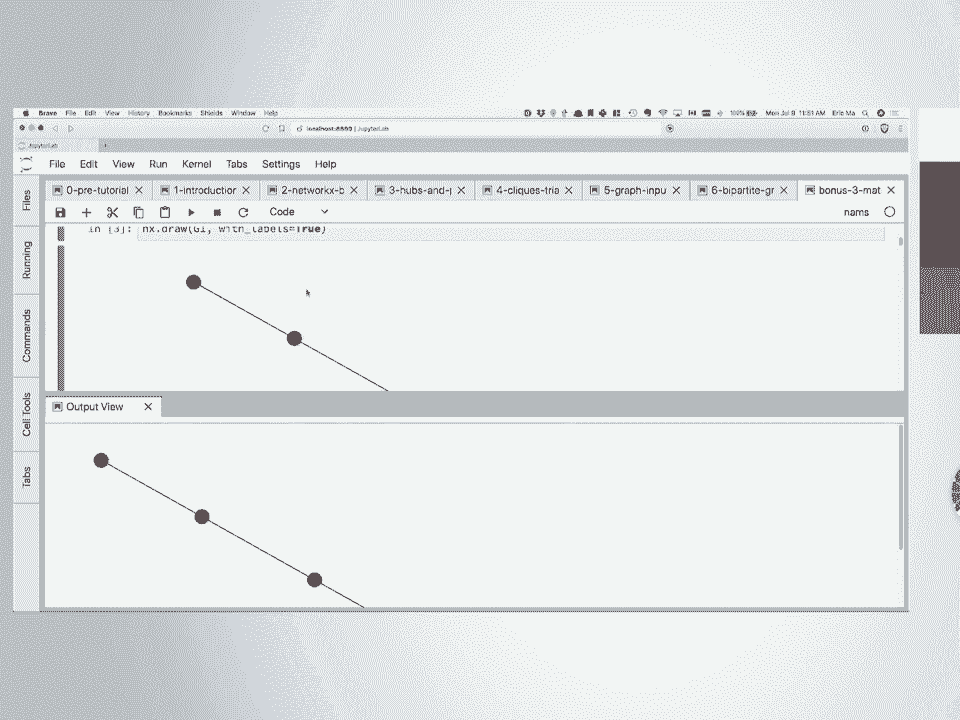 Brave File Edit View History Bookmarks Shields Window Help 100% Mon Jul 9 11:51 AM Eric Ma
localhost:8889 | JupyterLab
JupyterLab
File Edit View Run Kernel Tabs Settings Help
0-pre-tutorial 1-introduction 2-networkx-b 3-hubs-and-p 4-cliques-tria 5-graph-inpu 6-bipartite-gr bonus-3-mat
Code nams
In [3]: nx.draw(G1, with_labels=True)
Output View
Files
Running
Commands
Cell Tools
Tabs